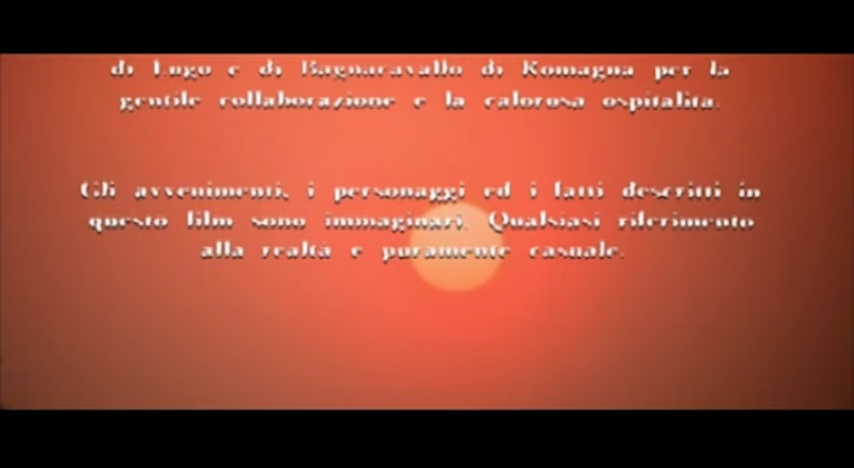 di Lugo e di Bagnacavallo di Romagna per la
gentile collaborazione e la calorosa ospitalita.
Gli avvenimenti, i personaggi ed i fatti descritti in
questo film sono immaginari. Qualsiasi riferimento
alla realtà e puramente casuale.